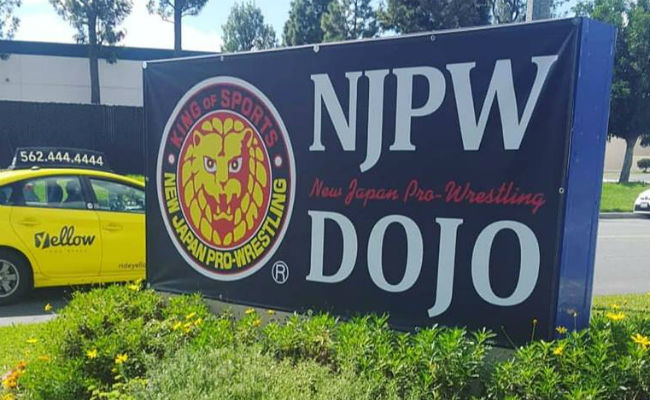 562.444.4444
Yellow
KING OF SPORTS
NEW JAPAN PRO-WRESTLING
®
NJPW
New Japan Pro-Wrestling
DOJO